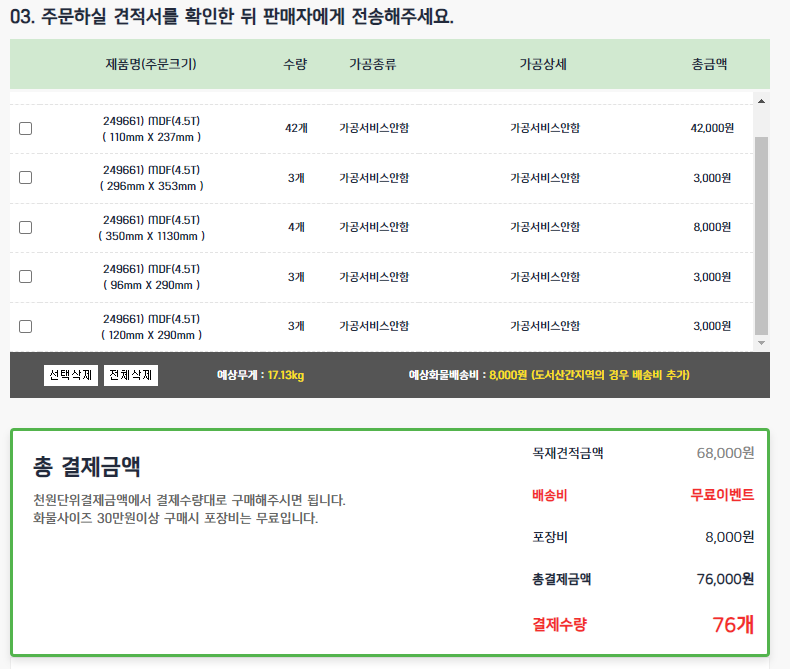 03. 주문하실 견적서를 확인한 뒤 판매자에게 전송해주세요.
제품명(주문크기) 수량 가공종류 가공상세 총금액
249661) MDF(4.5T)
( 110mm X 237mm ) 42개 가공서비스안함 가공서비스안함 42,000원
249661) MDF(4.5T)
( 296mm X 353mm ) 3개 가공서비스안함 가공서비스안함 3,000원
249661) MDF(4.5T)
( 350mm X 1130mm ) 4개 가공서비스안함 가공서비스안함 8,000원
249661) MDF(4.5T)
( 96mm X 290mm ) 3개 가공서비스안함 가공서비스안함 3,000원
249661) MDF(4.5T)
( 120mm X 290mm ) 3개 가공서비스안함 가공서비스안함 3,000원
선택삭제 전체삭제 예상무게 : 17.13kg 예상화물배송비 : 8,000원 (도서산간지역의 경우 배송비 추가)
총 결제금액
천원단위결제금액에서 결제수량대로 구매해주시면 됩니다.
화물사이즈 30만원이상 구매시 포장비는 무료입니다.
목재견적금액 68,000원
배송비 무료이벤트
포장비 8,000원
총결제금액 76,000원
결제수량 76개